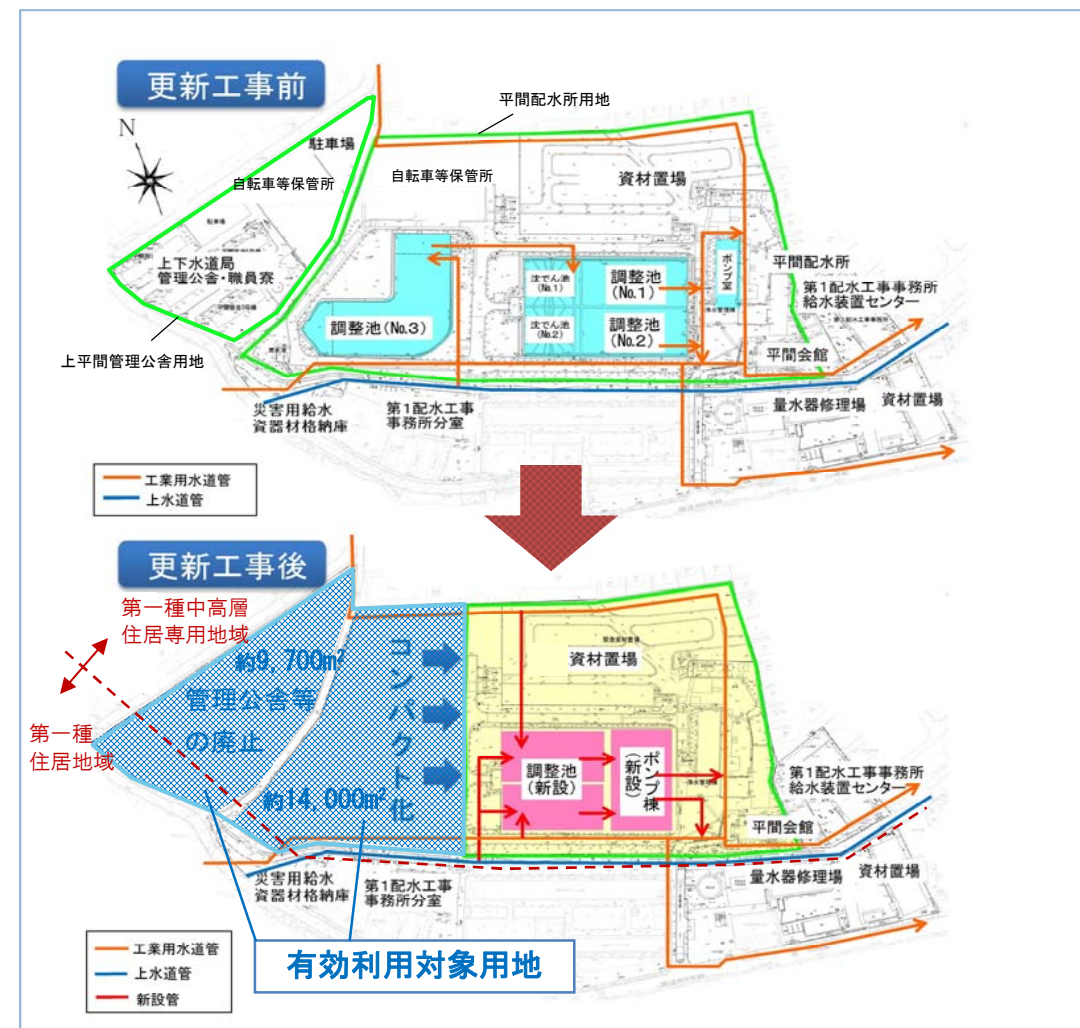 更新工事前
平間配水所用地
N
駐車場
自転車等保管所
自転車等保管所
資材置場
駐車場
上下水道局
管理公舎・職員寮
沈でん池
(No.1)
調整池
(No.1)
ポンプ室
平間配水所
第1配水工事事務所
給水装置センター
調整池(No.3)
沈でん池
(No.2)
調整池
(No.2)
上平間管理公舎用地
平間会館
災害用給水
資器材格納庫
第1配水工事
事務所分室
量水器修理場
資材置場
工業用水道管
上水道管
更新工事後
第一種中高層
住居専用地域
約9,700m²
管理公舎等
の廃止
コンパクト化
資材置場
第一種
住居地域
調整池
(新設)
ポンプ棟
(新設)
約14,000m²
第1配水工事事務所
給水装置センター
平間会館
災害用給水
資器材格納庫
第1配水工事
事務所分室
量水器修理場
資材置場
工業用水道管
上水道管
新設管
有効利用対象用地